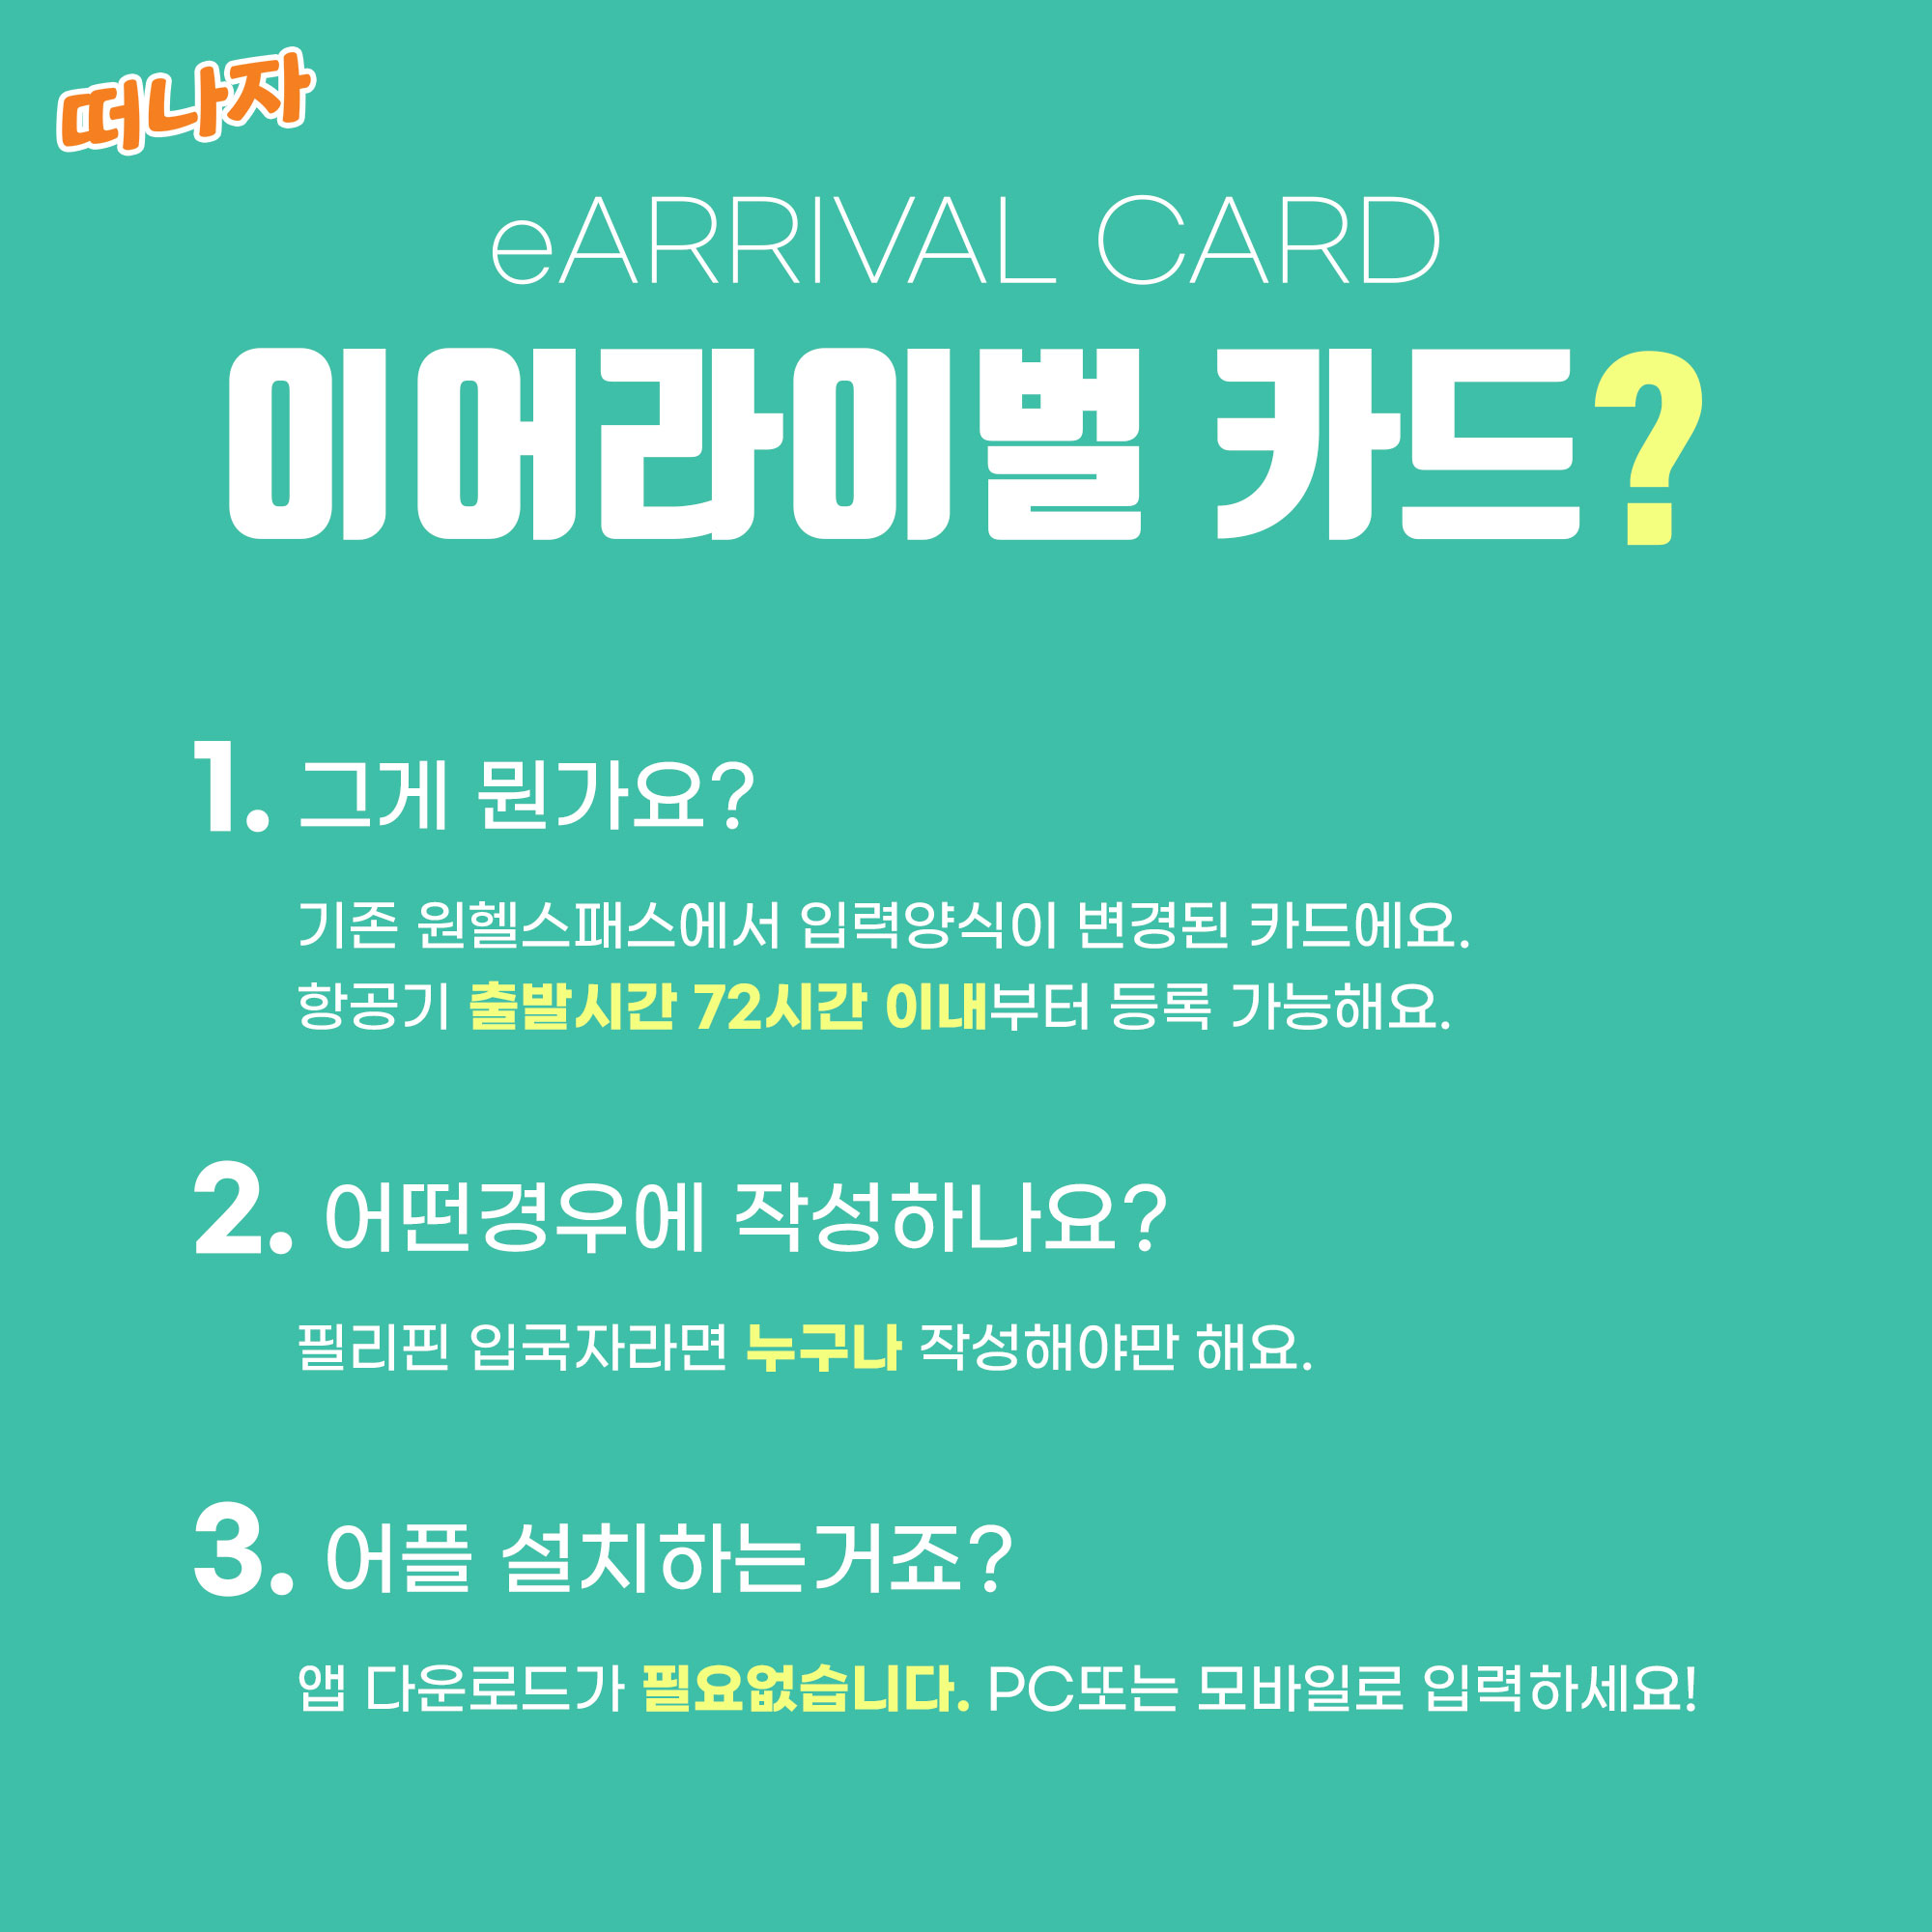 떠나자
eARRIVAL CARD
이어라이벌 카드?
1. 그게 뭔가요?
기존 원헬스패스에서 입력양식이 변경된 카드에요.
항공기 출발시간 72시간 이내부터 등록 가능해요.
2. 어떤경우에 작성하나요?
필리핀 입국자라면 누구나 작성해야만 해요.
3. 어플 설치하는거죠?
앱 다운로드가 필요없습니다. PC또는 모바일로 입력하세요!